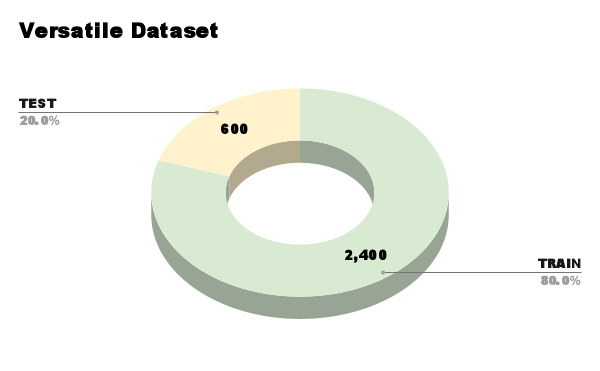 Versatile Dataset
TEST
20.0%
600
2,400
TRAIN
80.0%